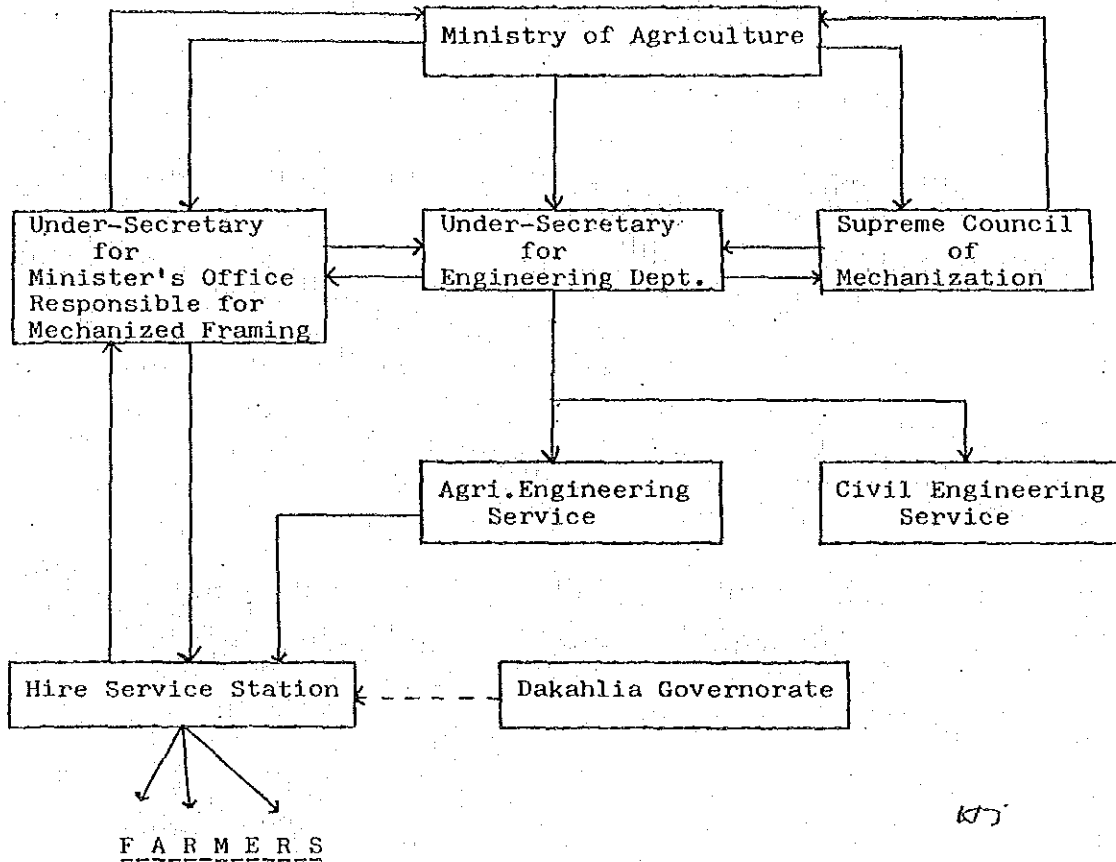 Ministry of Agriculture
Under-Secretary
for
Minister's Office
Responsible for
Mechanized Framing
Under-Secretary
for
Engineering Dept.
Supreme Council
of
Mechanization
Agri.Engineering
Service
Civil Engineering
Service
Hire Service Station
Dakahlia Governorate
F A R M E R S